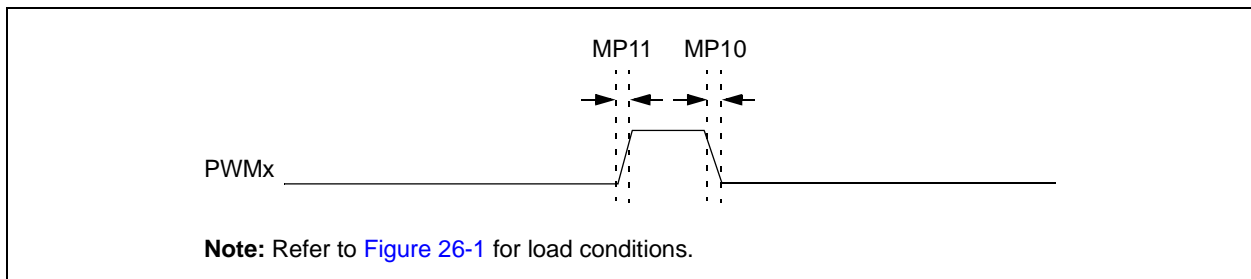 MP11 MP10
PWMx
Note: Refer to Figure 26-1 for load conditions.